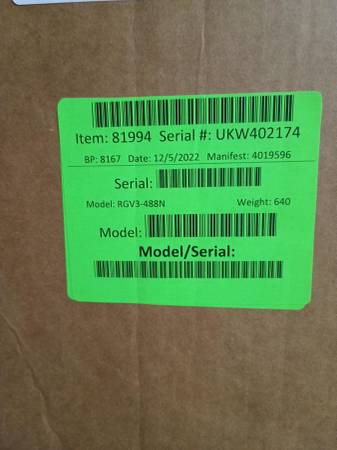 Item: 81994 Serial #: UKW402174
BP: 8167 Date: 12/5/2022 Manifest: 4019596
Serial:
Model: RGV3-488N Weight: 640
Model:
Model/Serial: